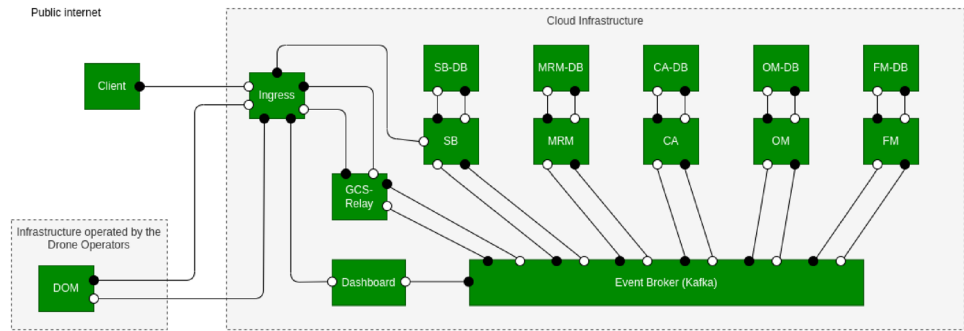 Public internet
Cloud Infrastructure
SB-DB
MRM-DB
CA-DB
OM-DB
FM-DB
Client
Ingress
SB
MRM
CA
OM
FM
GCS-
Relay
Infrastructure operated by the
Drone Operators
DOM
Dashboard
Event Broker (Kafka)